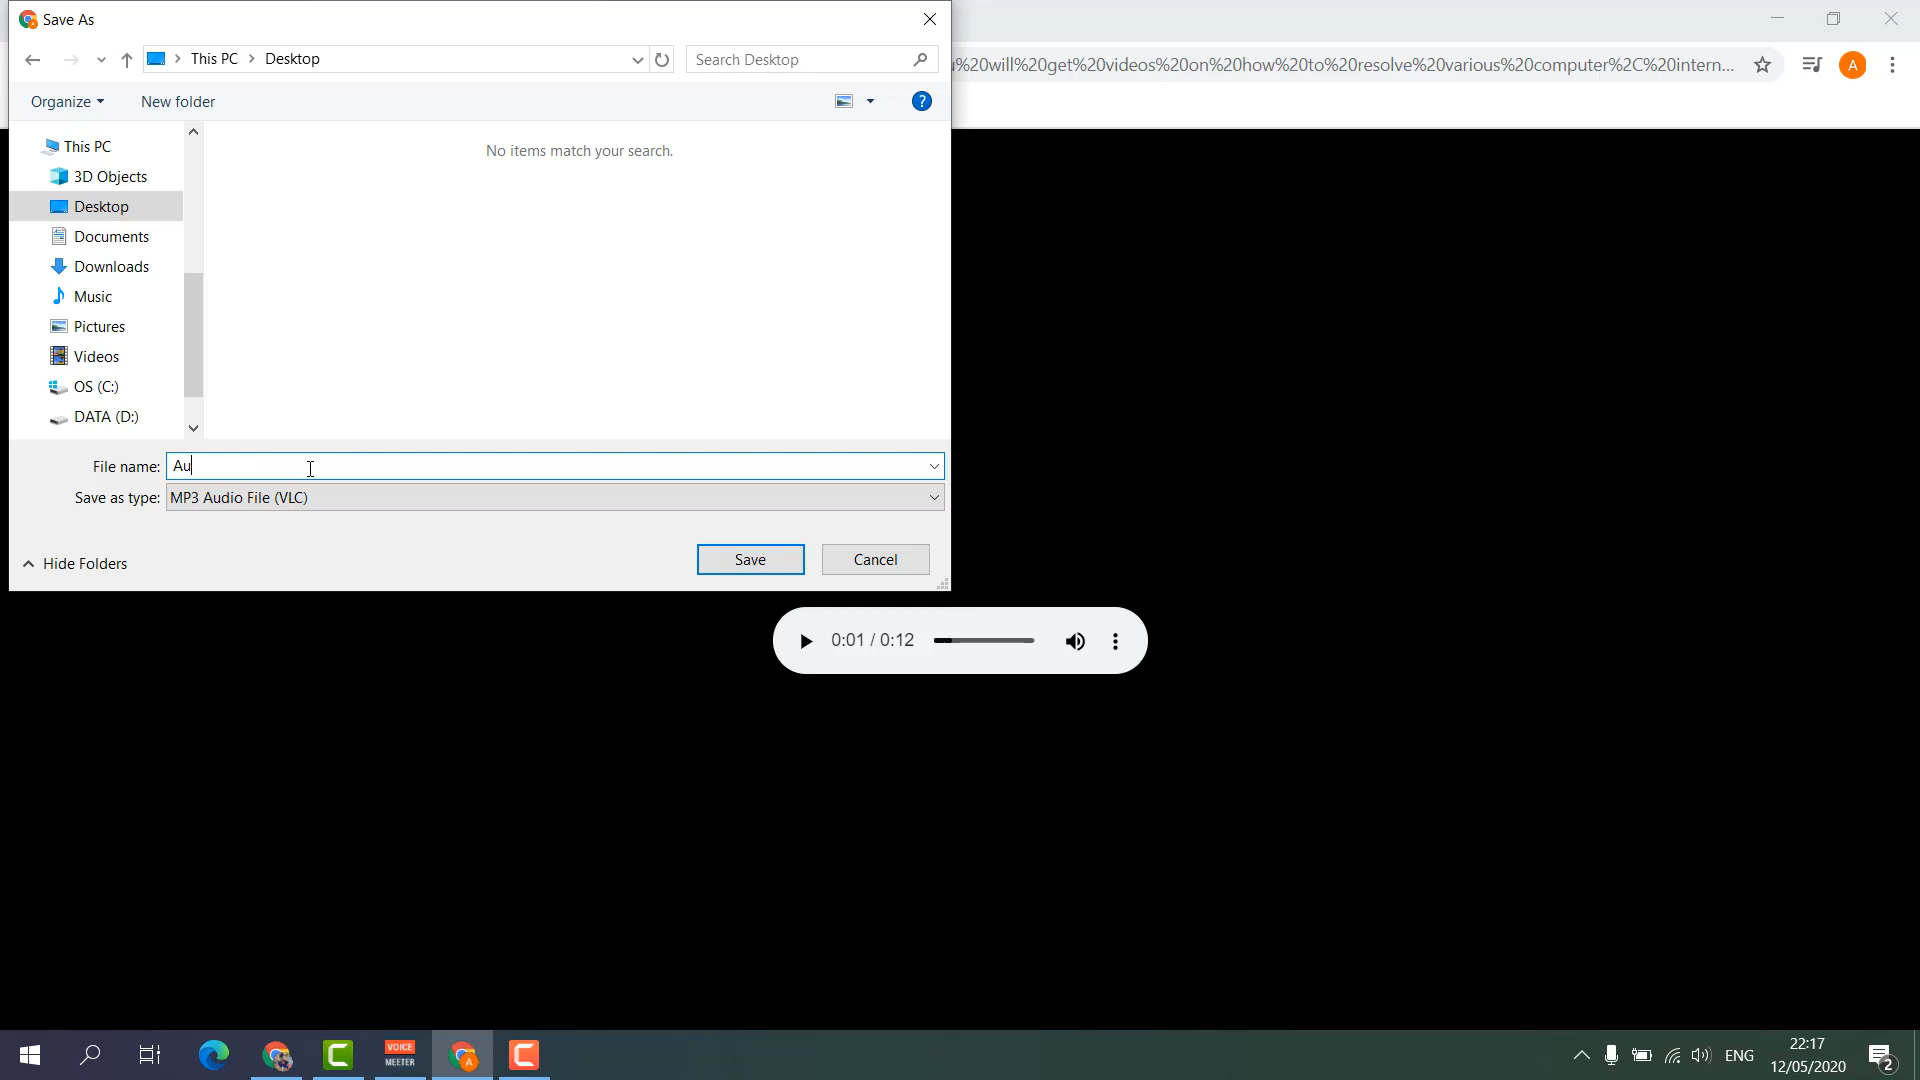 Save As
This PC Desktop
Search Desktop
u%20will%20get%20videos%20on%20how%20to%20resolve%20various%20computer%2C%20intern...
A
Organize
New folder
?
This PC
3D Objects
Desktop
Documents
Downloads
Music
Pictures
Videos
OS (C:)
DATA (D:)
No items match your search.
File name: Au
Save as type: MP3 Audio File (VLC)
Hide Folders
Save
Cancel
0:01 / 0:12
VOICE
MEETER
A
ENG
22:17
12/05/2020
2